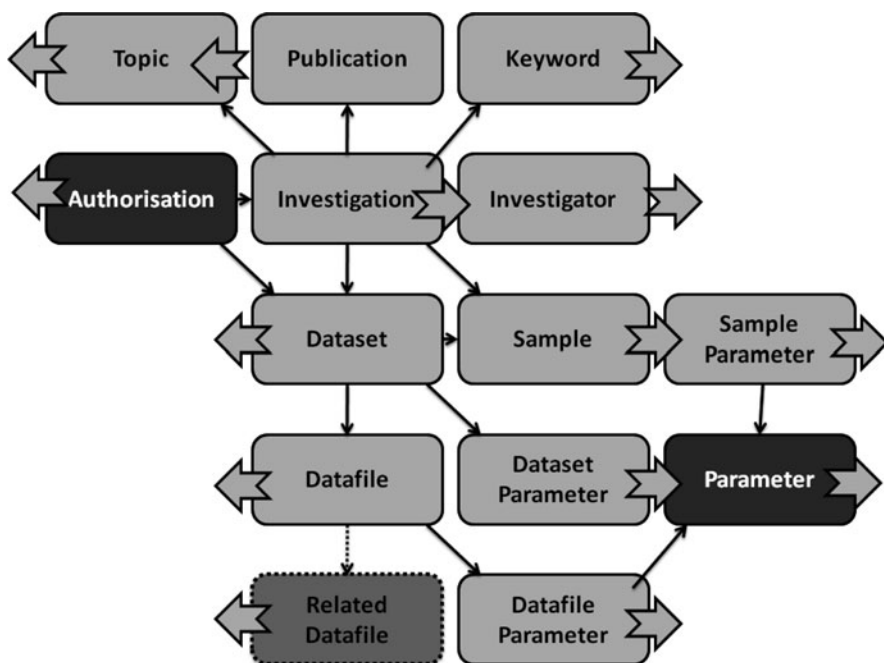 Topic
Publication
Keyword
Authorisation
Investigation
Investigator
Dataset
Sample
Sample
Parameter
Datafile
Dataset
Parameter
Parameter
Related
Datafile
Datafile
Parameter